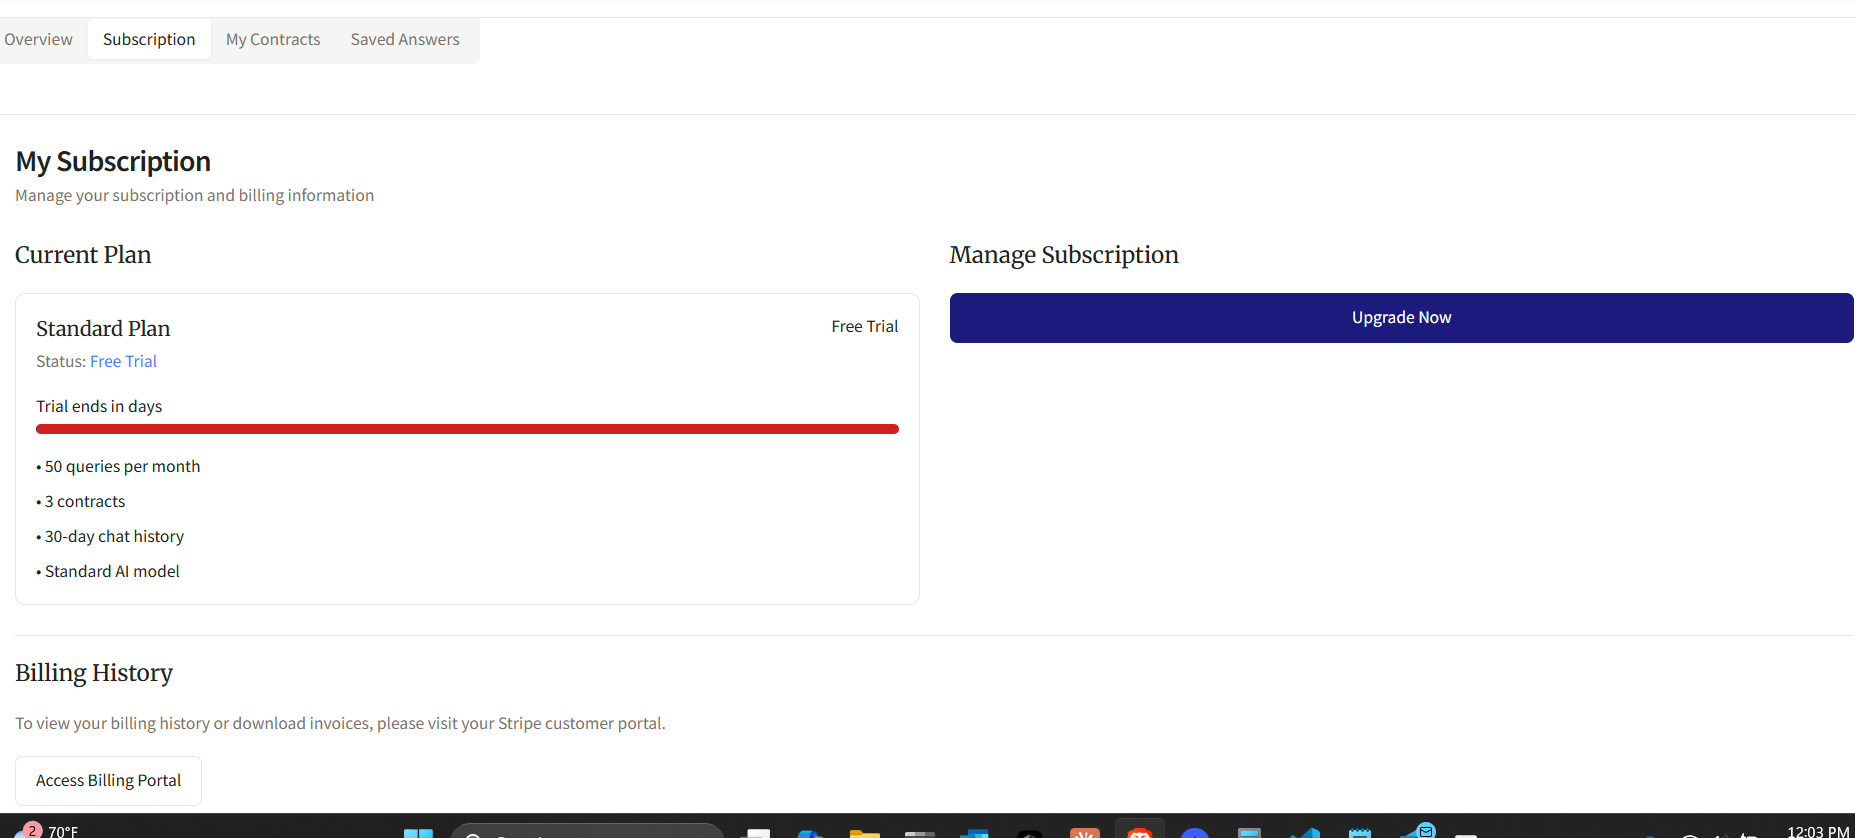 Overview Subscription My Contracts Saved Answers
My Subscription
Manage your subscription and billing information
Current Plan
Manage Subscription
Standard Plan
Free Trial
Upgrade Now
Status: Free Trial
Trial ends in days
• 50 queries per month
• 3 contracts
• 30-day chat history
• Standard AI model
Billing History
To view your billing history or download invoices, please visit your Stripe customer portal.
Access Billing Portal
2 70°F
12:03 PM